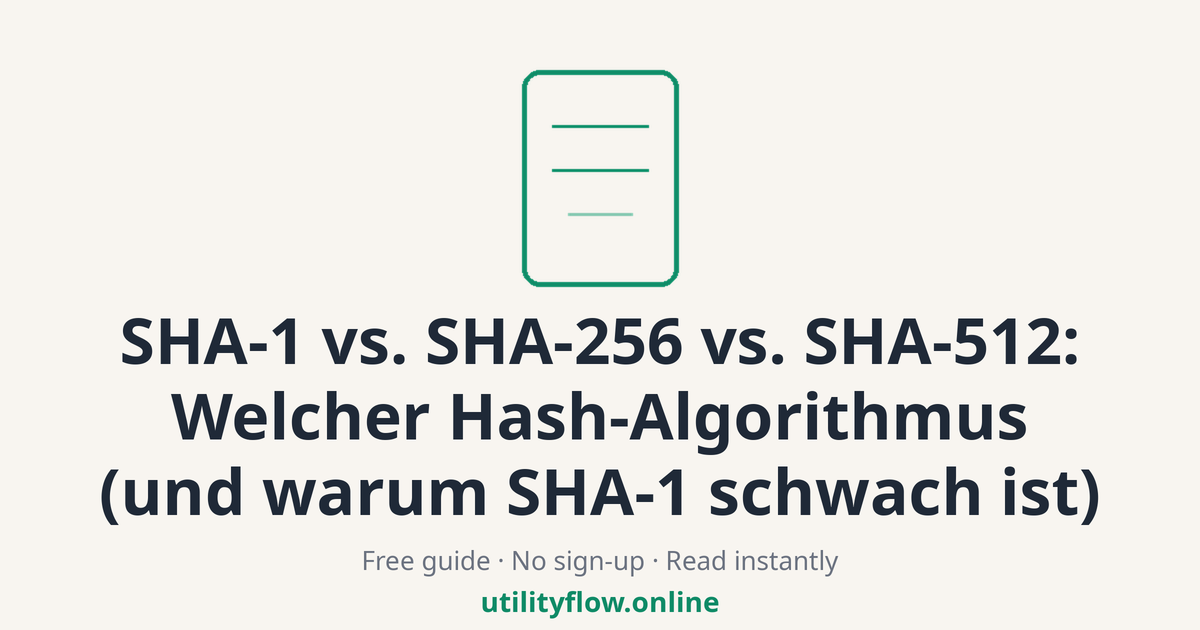 SHA-1 vs. SHA-256 vs. SHA-512:
Welcher Hash-Algorithmus
(und warum SHA-1 schwach ist)
Free guide · No sign-up · Read instantly
utilityflow.online